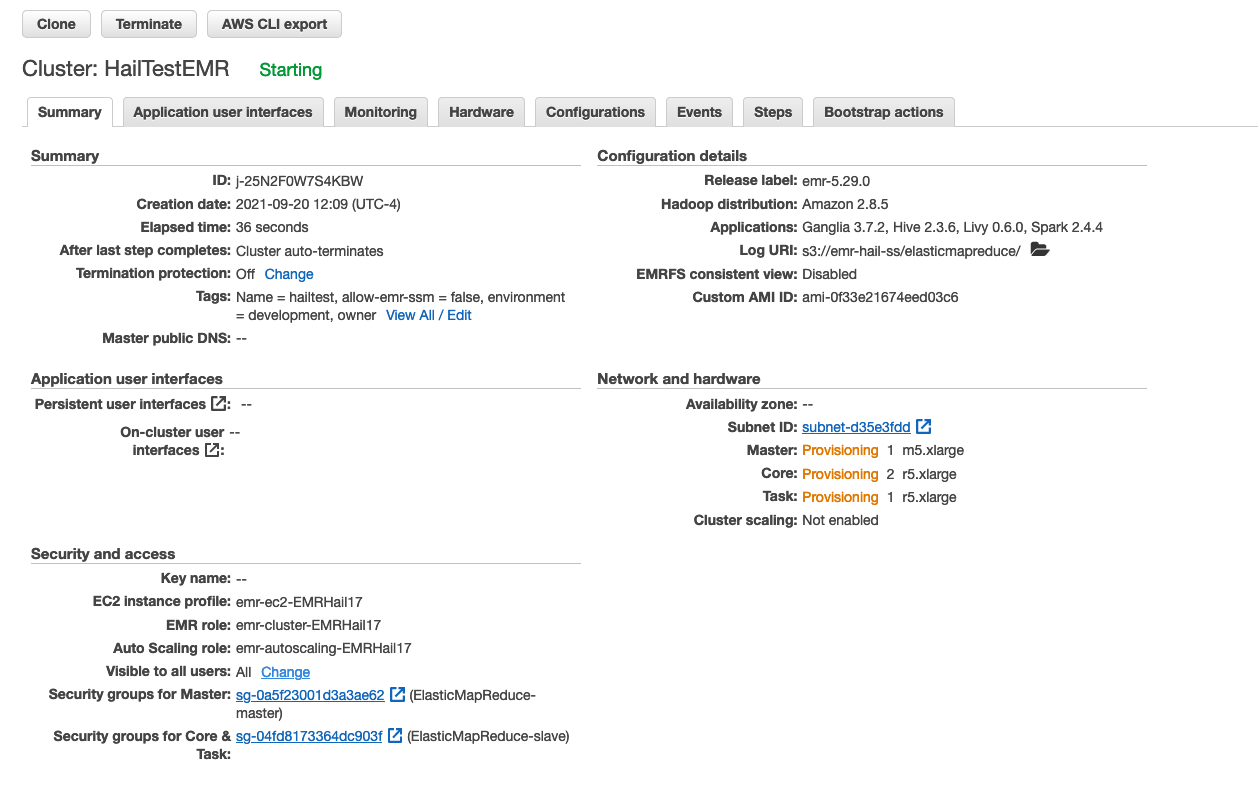 Clone Terminate AWS CLI export
Cluster: HailTestEMR Starting
Summary Application user interfaces Monitoring Hardware Configurations Events Steps Bootstrap actions
Summary
ID: j-25N2F0W7S4KBW
Creation date: 2021-09-20 12:09 (UTC-4)
Elapsed time: 36 seconds
After last step completes: Cluster auto-terminates
Termination protection: Off Change
Tags: Name = hailtest, allow-emr-ssm = false, environment
= development, owner View All / Edit
Master public DNS: --
Configuration details
Release label: emr-5.29.0
Hadoop distribution: Amazon 2.8.5
Applications: Ganglia 3.7.2, Hive 2.3.6, Livy 0.6.0, Spark 2.4.4
Log URI: s3://emr-hail-ss/elasticmapreduce/
EMRFS consistent view: Disabled
Custom AMI ID: ami-0f33e21674eed03c6
Application user interfaces
Persistent user interfaces : --
On-cluster user --
interfaces :
Network and hardware
Availability zone: --
Subnet ID: subnet-d35e3fdd
Master: Provisioning 1 m5.xlarge
Core: Provisioning 2 r5.xlarge
Task: Provisioning 1 r5.xlarge
Cluster scaling: Not enabled
Security and access
Key name: --
EC2 instance profile: emr-ec2-EMRHail17
EMR role: emr-cluster-EMRHail17
Auto Scaling role: emr-autoscaling-EMRHail17
Visible to all users: All Change
Security groups for Master: sg-0a5f23001d3a3ae62 (ElasticMapReduce-
master)
Security groups for Core & sg-04fd8173364dc903f (ElasticMapReduce-slave)
Task: